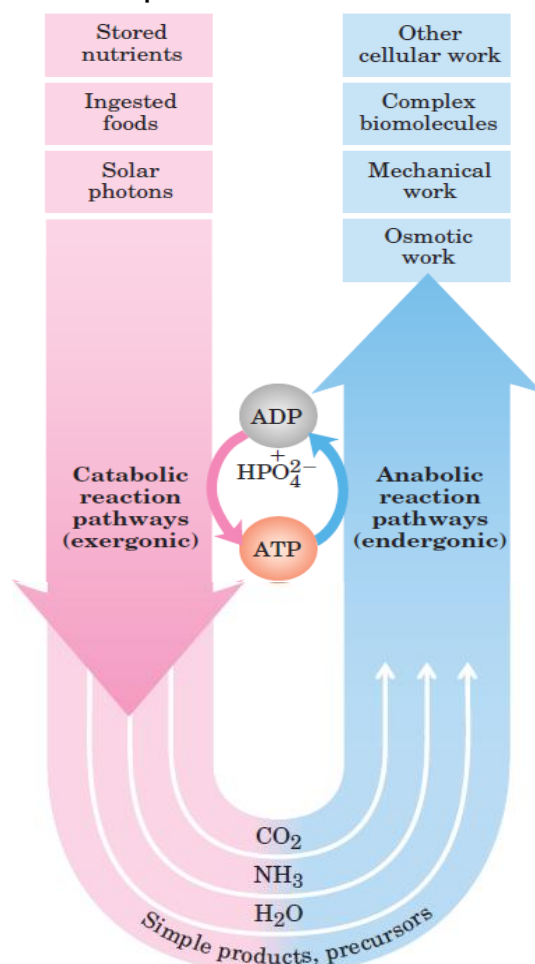 Stored
nutrients
Ingested
foods
Solar
photons
Other
cellular work
Complex
biomolecules
Mechanical
work
Osmotic
work
ADP
+
HPO₄²⁻
ATP
Catabolic
reaction
pathways
(exergonic)
Anabolic
reaction
pathways
(endergonic)
CO₂
NH₃
H₂O
Simple products, precursors